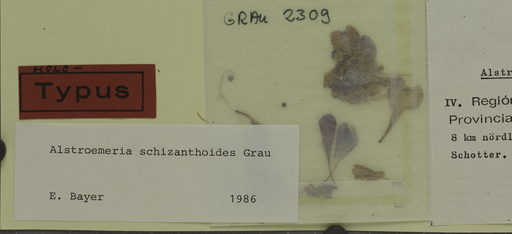 GRAU 2309
HOLO-
Typus
Alstroemeria schizanthoides Grau
E. Bayer 1986
Alstr
IV. Región
Provincia
8 km nördl
Schotter.